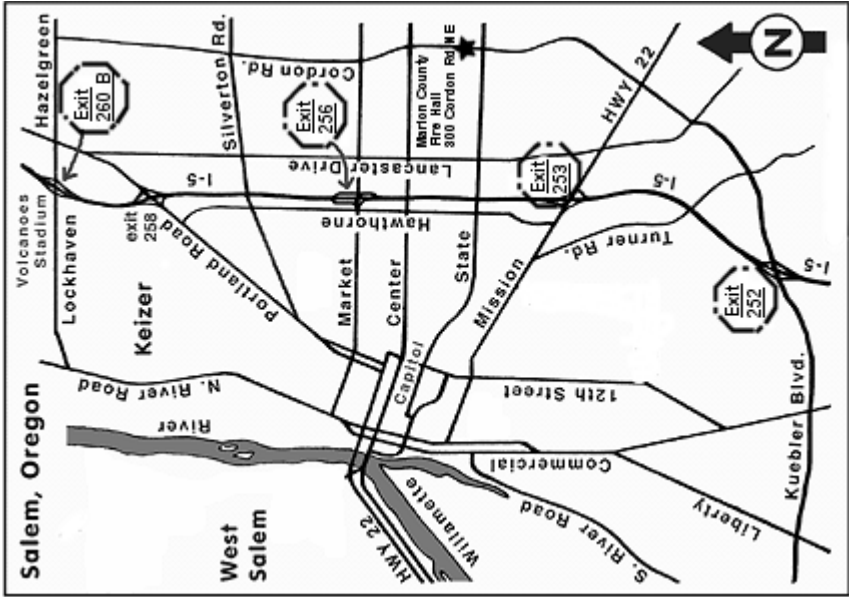 Salem, Oregon
West
Salem
Keizer
Volcanoes
Stadium
Lockhaven
Hazelgreen
Exit
260 B
exit
258
Portland Road
I-5
Silverton Rd.
Cordon Rd.
Exit
256
Lancaster Drive
Hawthorne
Market
Center
Marion County
Fire Hall
300 Cordon Rd NE
State
Capitol
Mission
HWY 22
Exit
253
I-5
Turner Rd.
Exit
252
I-5
N. River Road
River
Willamette
HWY 22
12th Street
Commercial
S. River Road
Liberty
Kuebler Blvd.
N